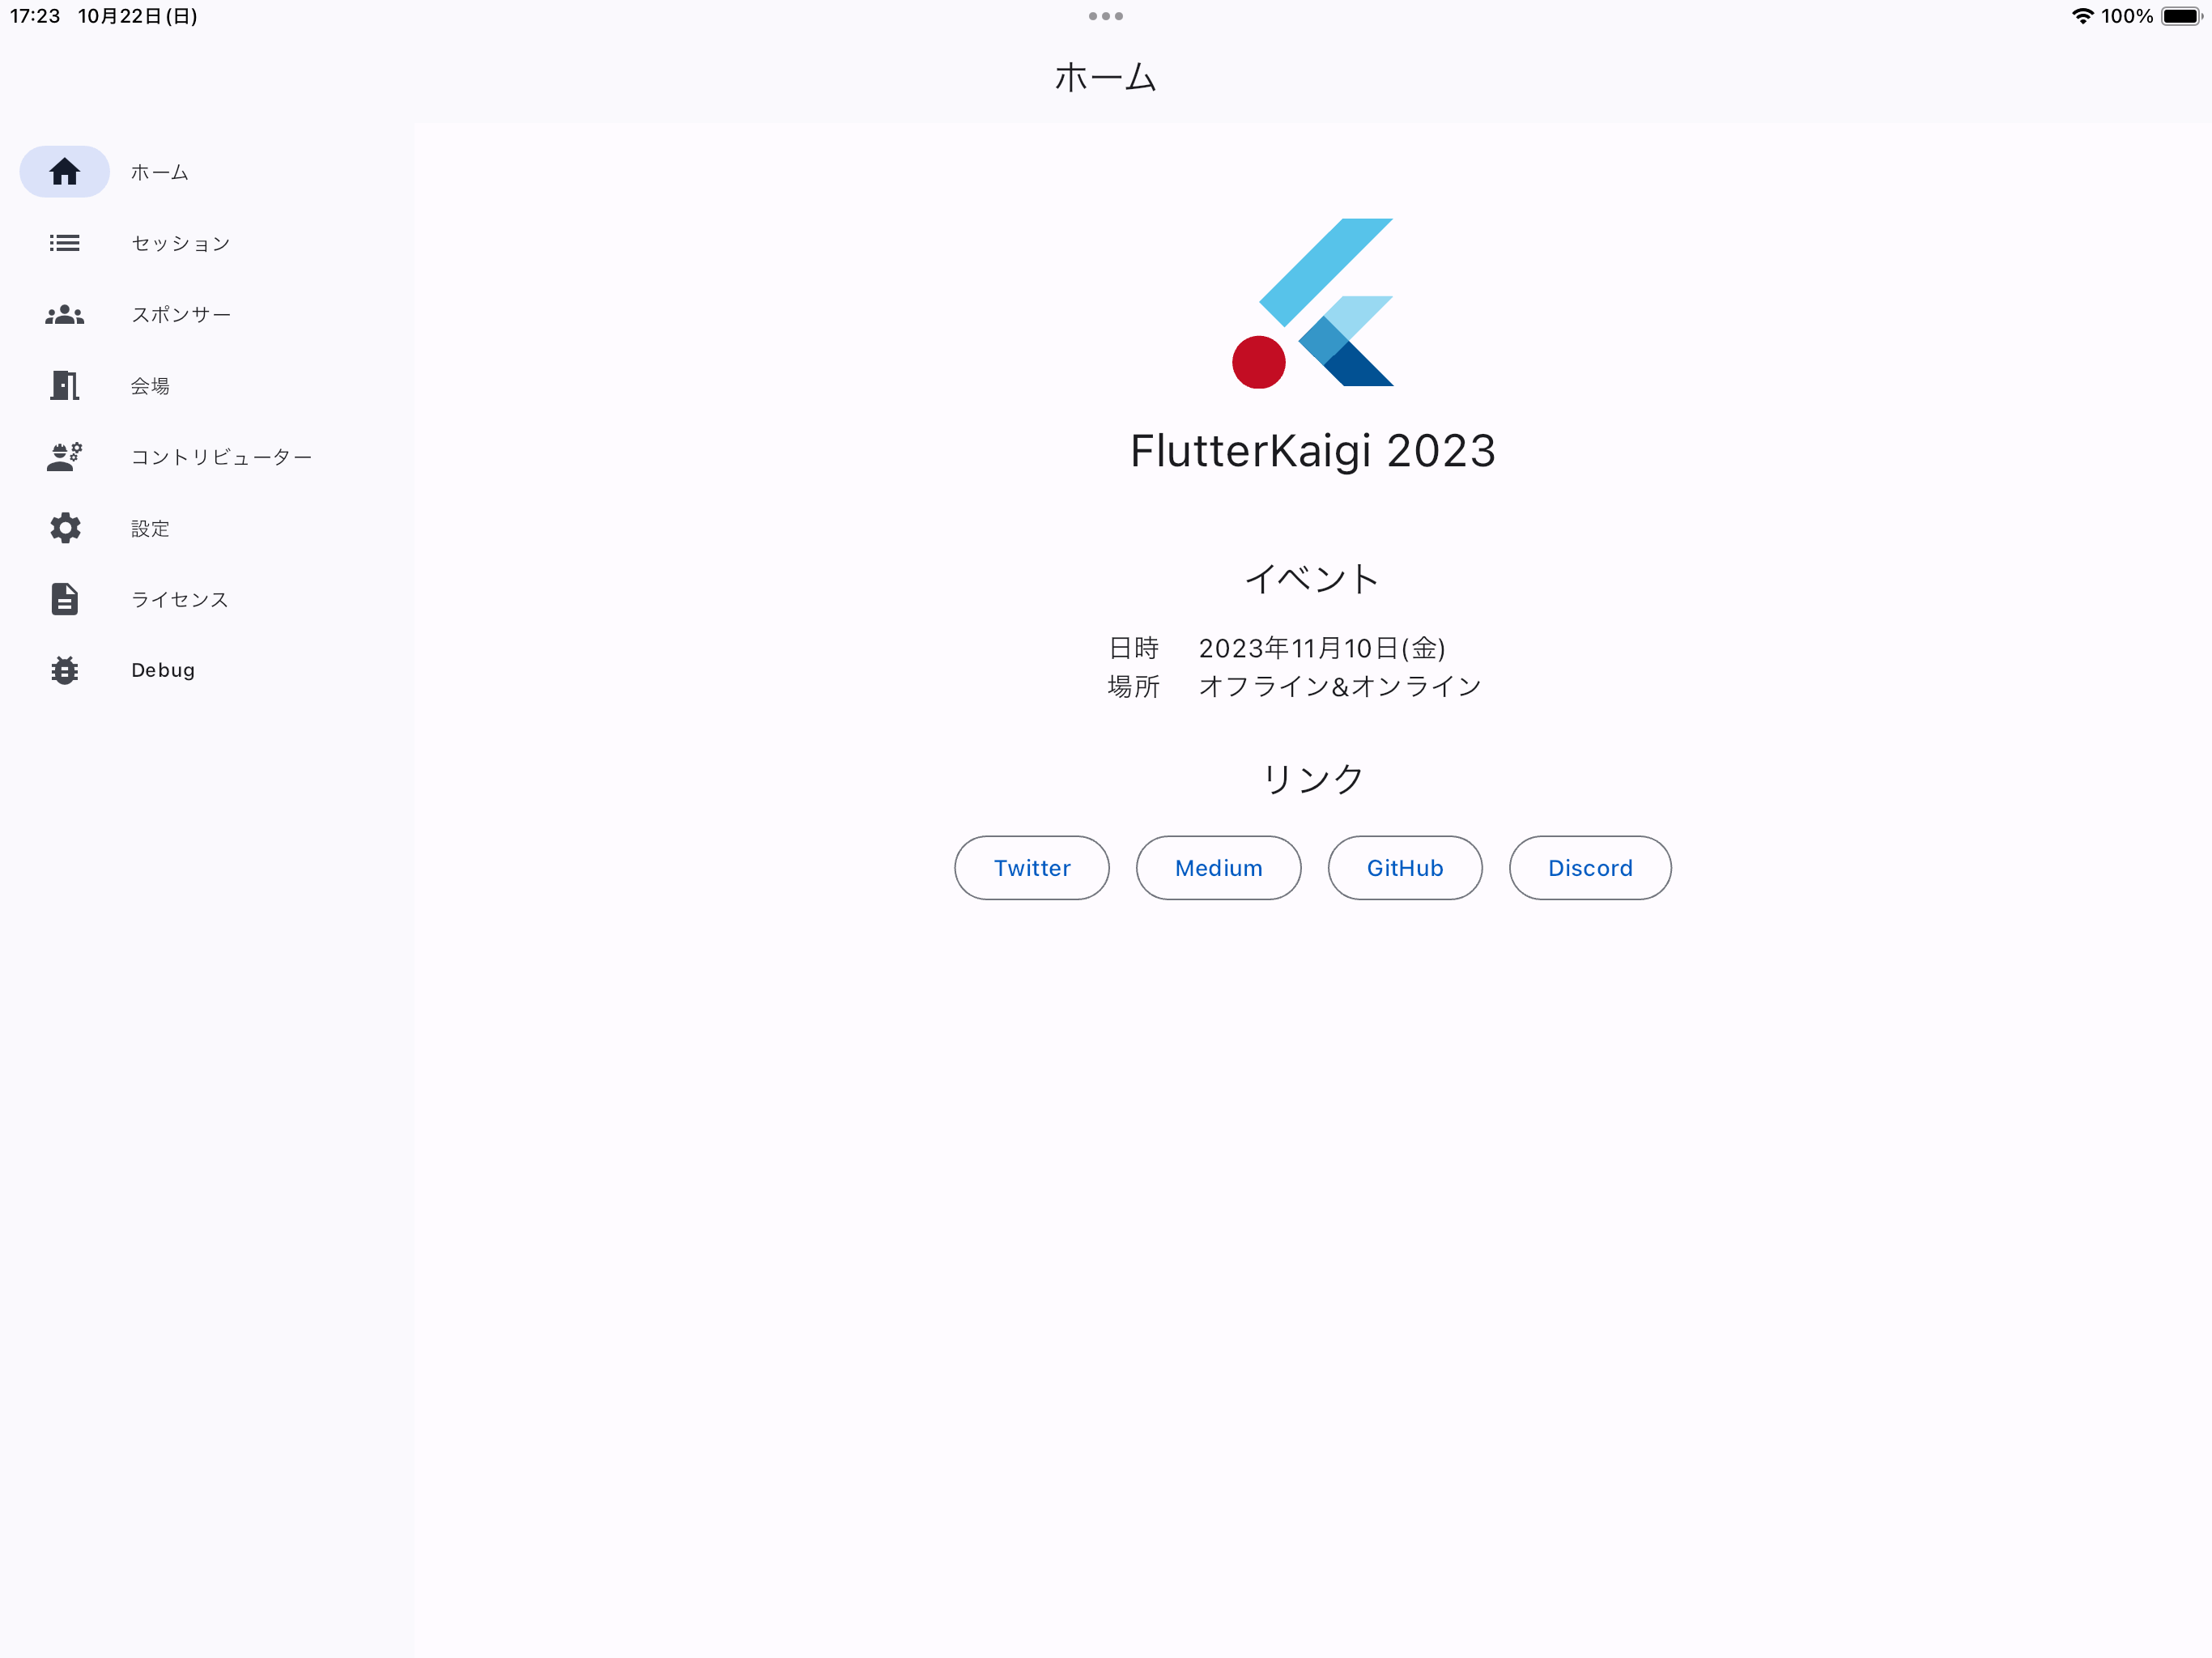 17:23 10月22日(日)
100%
ホーム
ホーム
セッション
スポンサー
会場
コントリビューター
設定
ライセンス
Debug
FlutterKaigi 2023
イベント
日時 2023年11月10日(金)
場所 オフライン&オンライン
リンク
Twitter Medium GitHub Discord